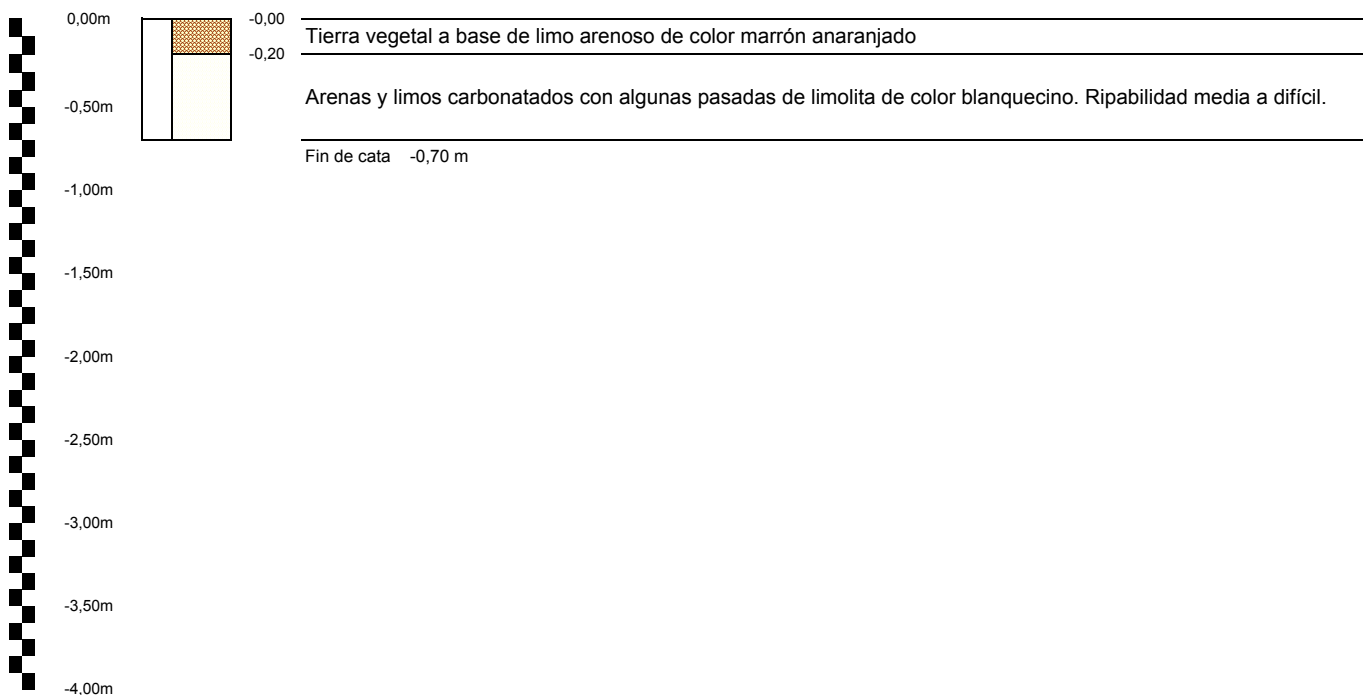 0,00m
-0,00
Tierra vegetal a base de limo arenoso de color marrón anaranjado
-0,20
Arenas y limos carbonatados con algunas pasadas de limolita de color blanquecino. Ripabilidad media a difícil.
-0,50m
Fin de cata -0,70 m
-1,00m
-1,50m
-2,00m
-2,50m
-3,00m
-3,50m
-4,00m